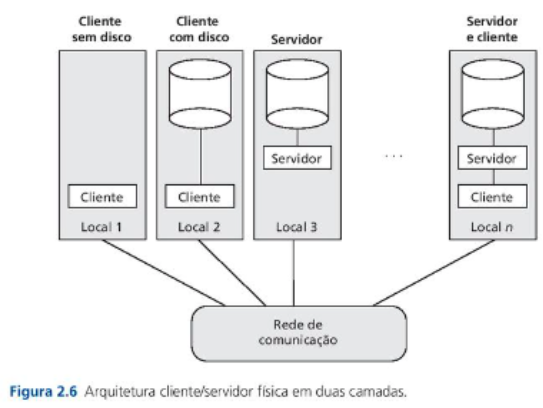 Cliente
sem disco
Cliente
com disco
Servidor
Servidor
e cliente
Servidor
. . .
Servidor
Cliente
Cliente
Cliente
Local 1
Local 2
Local 3
Local n
Rede de
comunicação
Figura 2.6 Arquitetura cliente/servidor física em duas camadas.